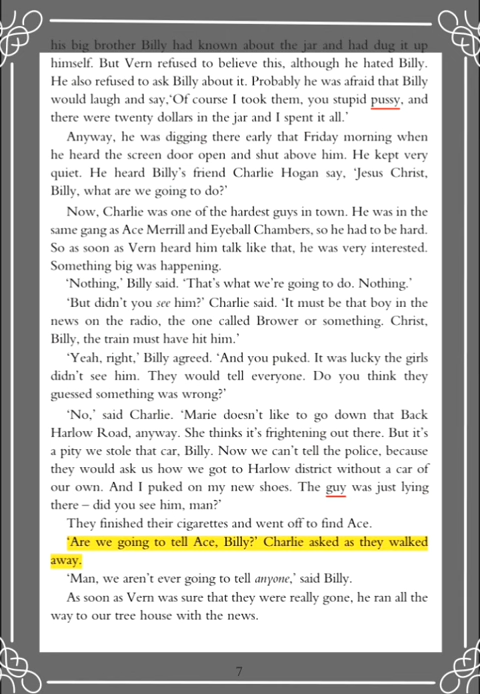 his big brother Billy had known about the jar and had dug it up
himself. But Vern refused to believe this, although he hated Billy.
He also refused to ask Billy about it. Probably he was afraid that Billy
would laugh and say,‘Of course I took them, you stupid pussy, and
there were twenty dollars in the jar and I spent it all.’
Anyway, he was digging there early that Friday morning when
he heard the screen door open and shut above him. He kept very
quiet. He heard Billy’s friend Charlie Hogan say, ‘Jesus Christ,
Billy, what are we going to do?’
Now, Charlie was one of the hardest guys in town. He was in the
same gang as Ace Merrill and Eyeball Chambers, so he had to be hard.
So as soon as Vern heard him talk like that, he was very interested.
Something big was happening.
‘Nothing,’ Billy said. ‘That’s what we’re going to do. Nothing.’
‘But didn’t you see him?’ Charlie said. ‘It must be that boy in the
news on the radio, the one called Brower or something. Christ,
Billy, the train must have hit him.’
‘Yeah, right,’ Billy agreed. ‘And you puked. It was lucky the girls
didn’t see him. They would tell everyone. Do you think they
guessed something was wrong?’
‘No,’ said Charlie. ‘Marie doesn’t like to go down that Back
Harlow Road, anyway. She thinks it’s frightening out there. But it’s
a pity we stole that car, Billy. Now we can’t tell the police, because
they would ask us how we got to Harlow district without a car of
our own. And I puked on my new shoes. The guy was just lying
there – did you see him, man?’
They finished their cigarettes and went off to find Ace.
‘Are we going to tell Ace, Billy?’ Charlie asked as they walked
away.
‘Man, we aren’t ever going to tell anyone,’ said Billy.
As soon as Vern was sure that they were really gone, he ran all the
way to our tree house with the news.
7